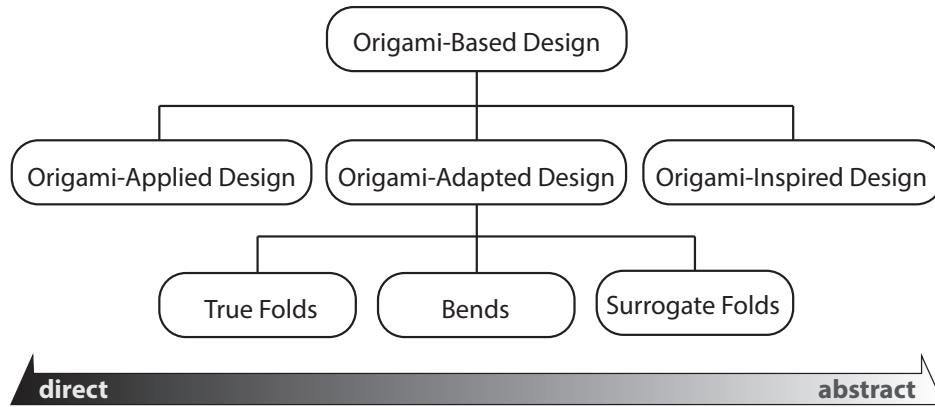 Origami-Based Design
Origami-Applied Design
Origami-Adapted Design
Origami-Inspired Design
True Folds
Bends
Surrogate Folds
direct
abstract